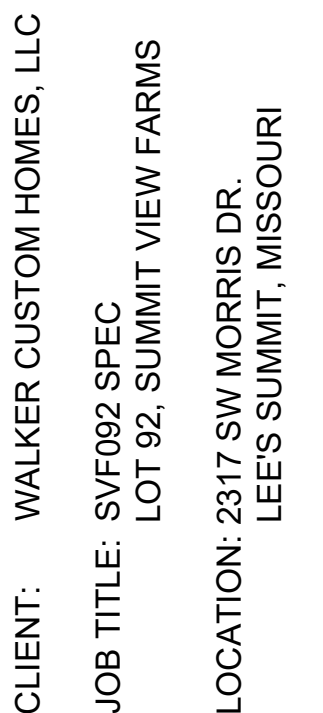 CLIENT: WALKER CUSTOM HOMES, LLC
JOB TITLE: SVF092 SPEC
LOT 92, SUMMIT VIEW FARMS
LOCATION: 2317 SW MORRIS DR.
LEE'S SUMMIT, MISSOURI